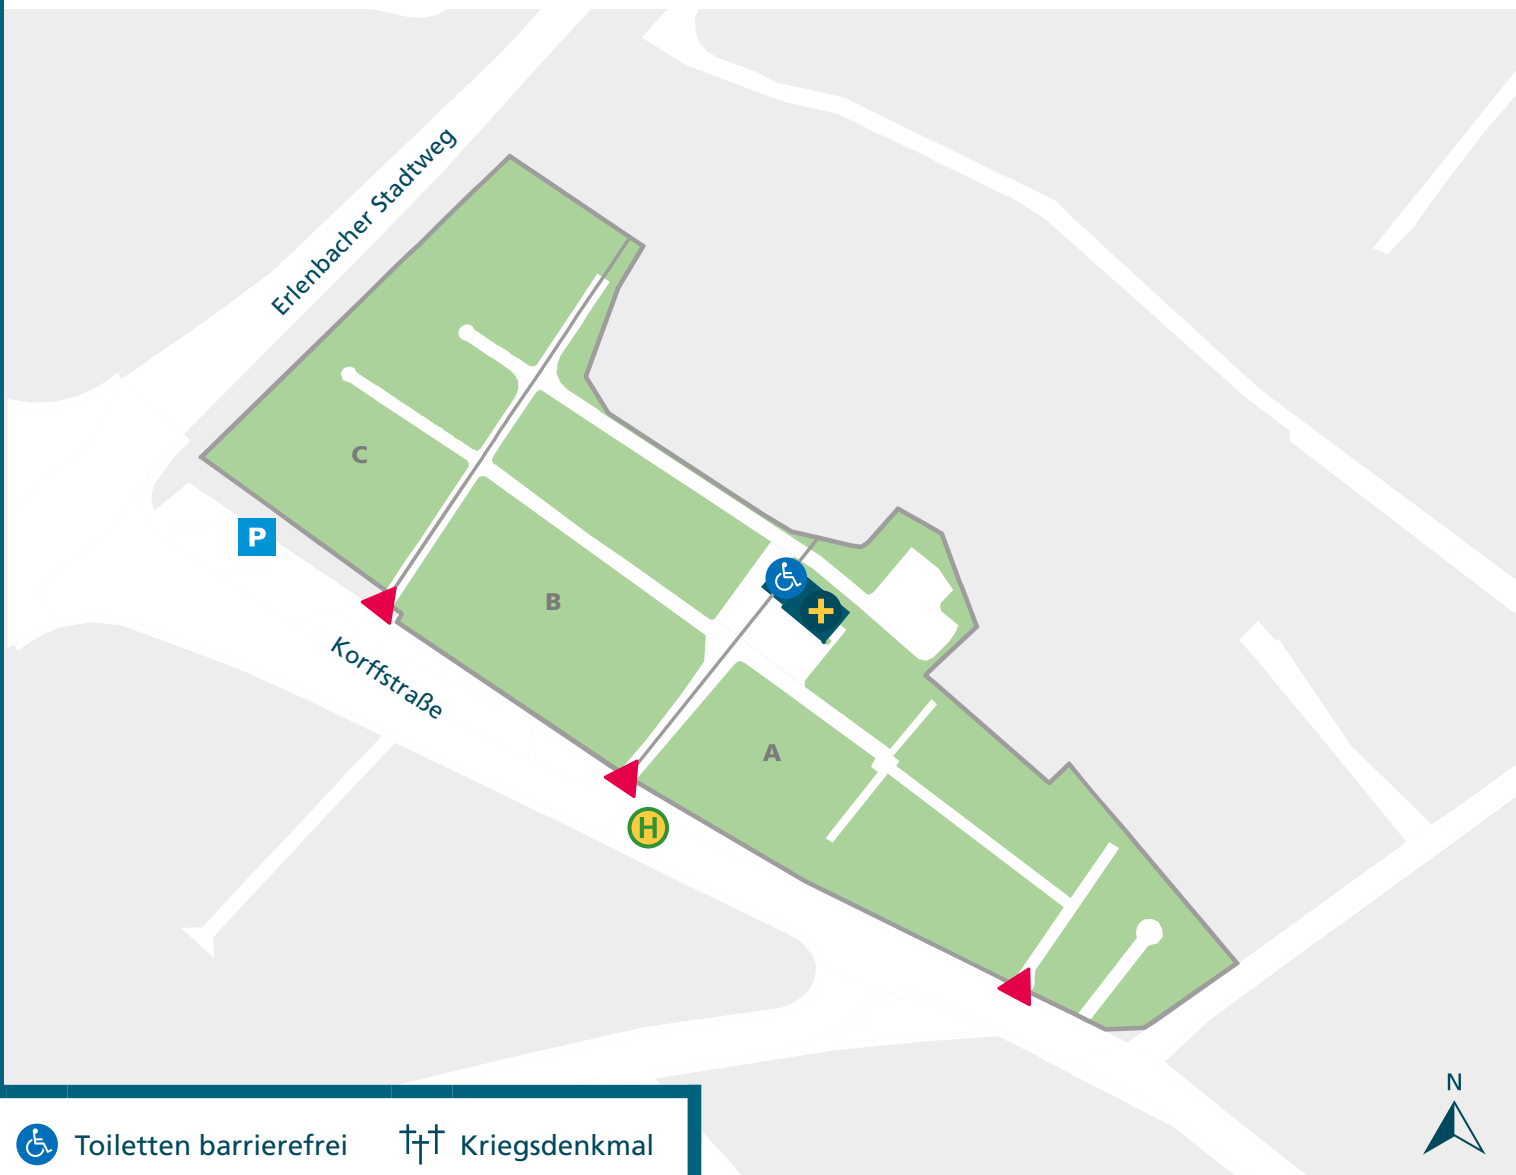 Erlenbacher Stadtweg
C
P
B
Korffstraße
A
H
N
Toiletten barrierefrei
Kriegsdenkmal